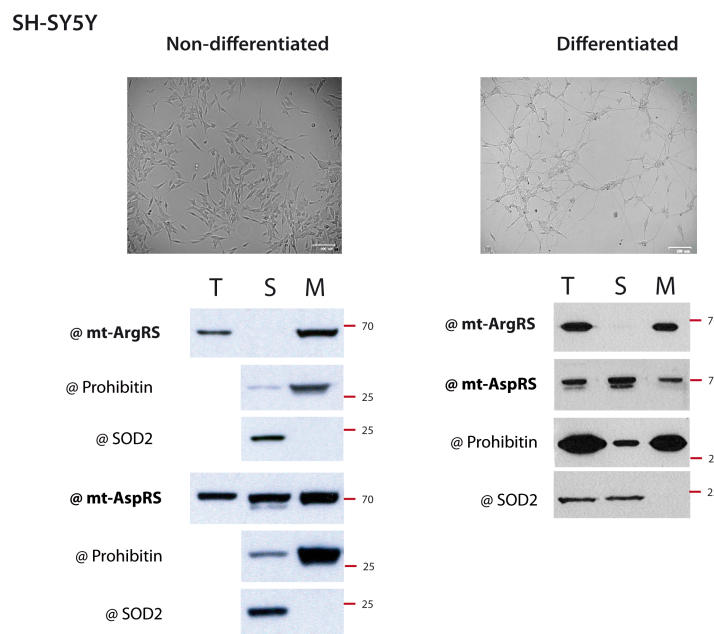 SH-SY5Y
Non-differentiated
Differentiated
T S M
@ mt-ArgRS
70
@ Prohibitin
25
@ SOD2
25
@ mt-AspRS
70
@ Prohibitin
25
@ SOD2
25
T S M
@ mt-ArgRS
7
@ mt-AspRS
7
@ Prohibitin
2
@ SOD2
2